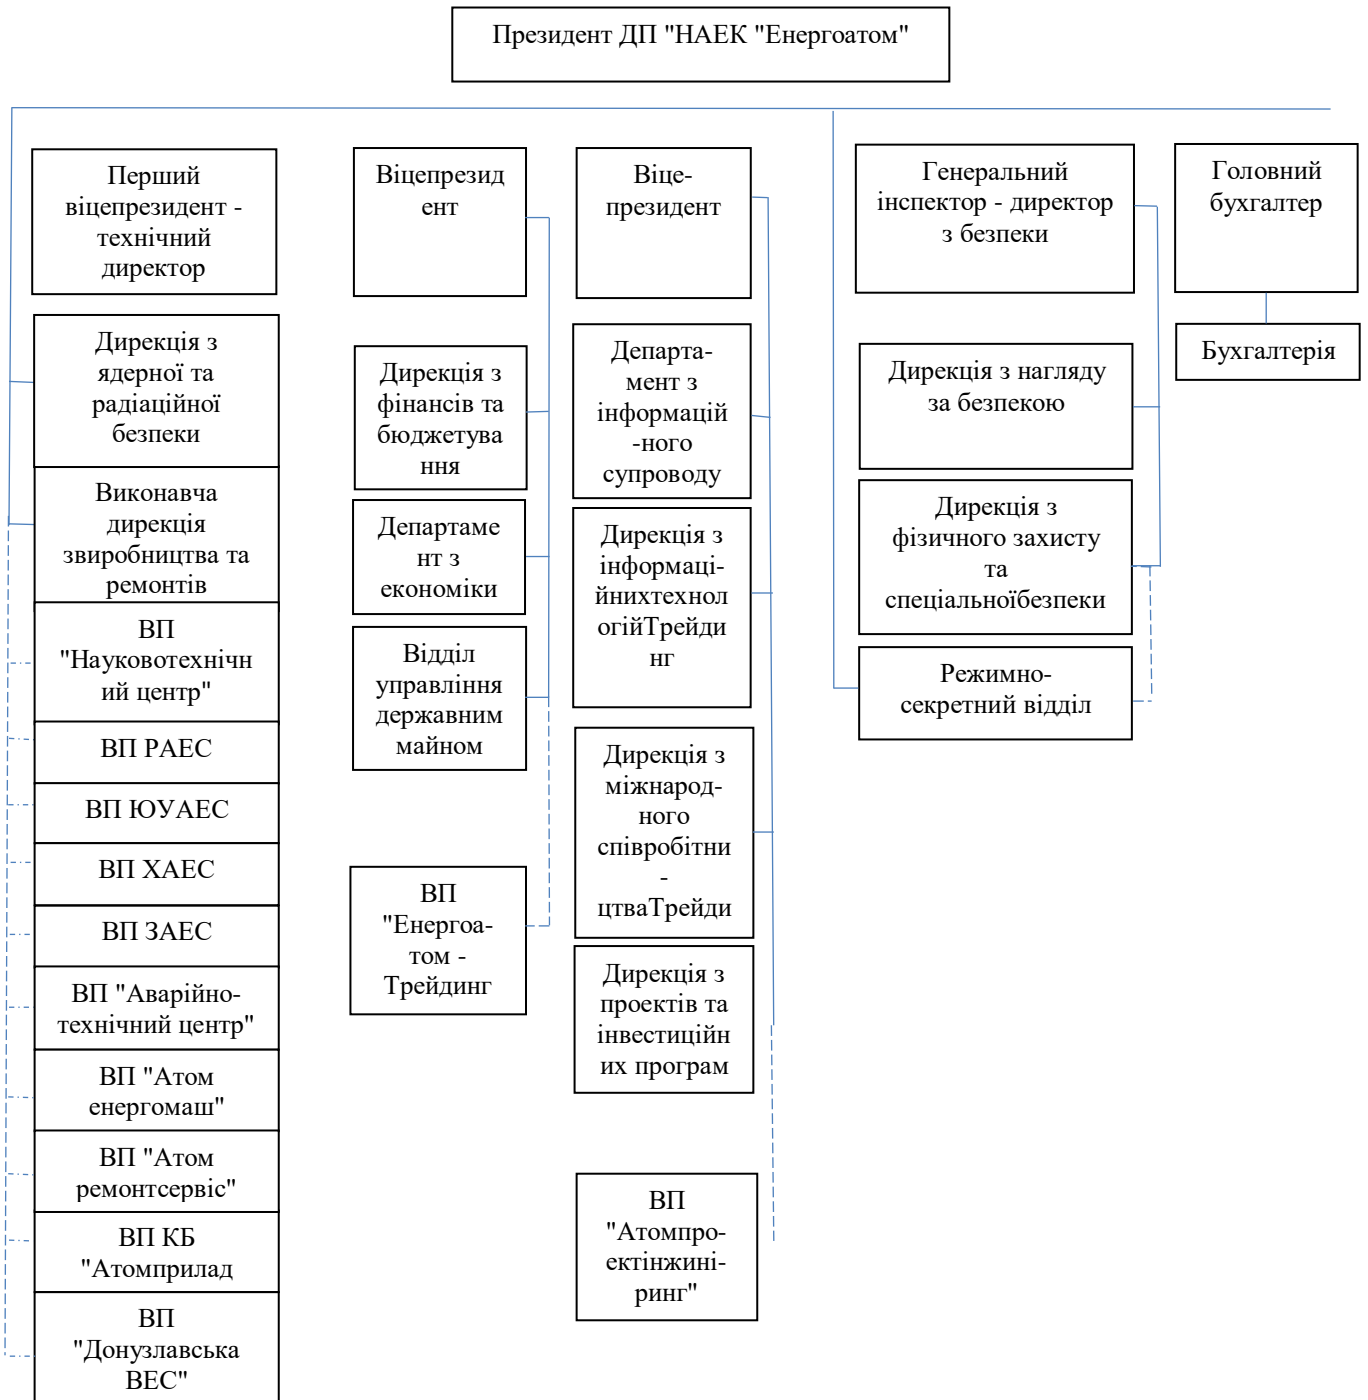 Президент ДП "НАЕК "Енергоатом"
Перший
віцепрезидент -
технічний
директор
Дирекція з
ядерної та
радіаційної
безпеки
Виконавча
дирекція
звиробництва та
ремонтів
ВП
"Науковотехнічн
ий центр"
ВП РАЕС
ВП ЮУАЕС
ВП ХАЕС
ВП ЗАЕС
ВП "Аварійно-
технічний центр"
ВП "Атом
енергомаш"
ВП "Атом
ремонтсервіс"
ВП КБ
"Атомприлад
ВП
"Донузлавська
ВЕС"
Віцепрезид
ент
Дирекція з
фінансів та
бюджетува
ння
Департаме
нт з
економіки
Відділ
управління
державним
майном
ВП
"Енергоа-
том -
Трейдинг
Віце-
президент
Департа-
мент з
інформацій
-ного
супроводу
Дирекція з
інформаці-
йнихтехнол
огійТрейди
нг
Дирекція з
міжнарод-
ного
співробітни
-
цтваТрейди
Дирекція з
проектів та
інвестиційн
их програм
ВП
"Атомпро-
ектінжині-
ринг"
Генеральний
інспектор - директор
з безпеки
Дирекція з нагляду
за безпекою
Дирекція з
фізичного захисту
та
спеціальноїбезпеки
Режимно-
секретний відділ
Головний
бухгалтер
Бухгалтерія